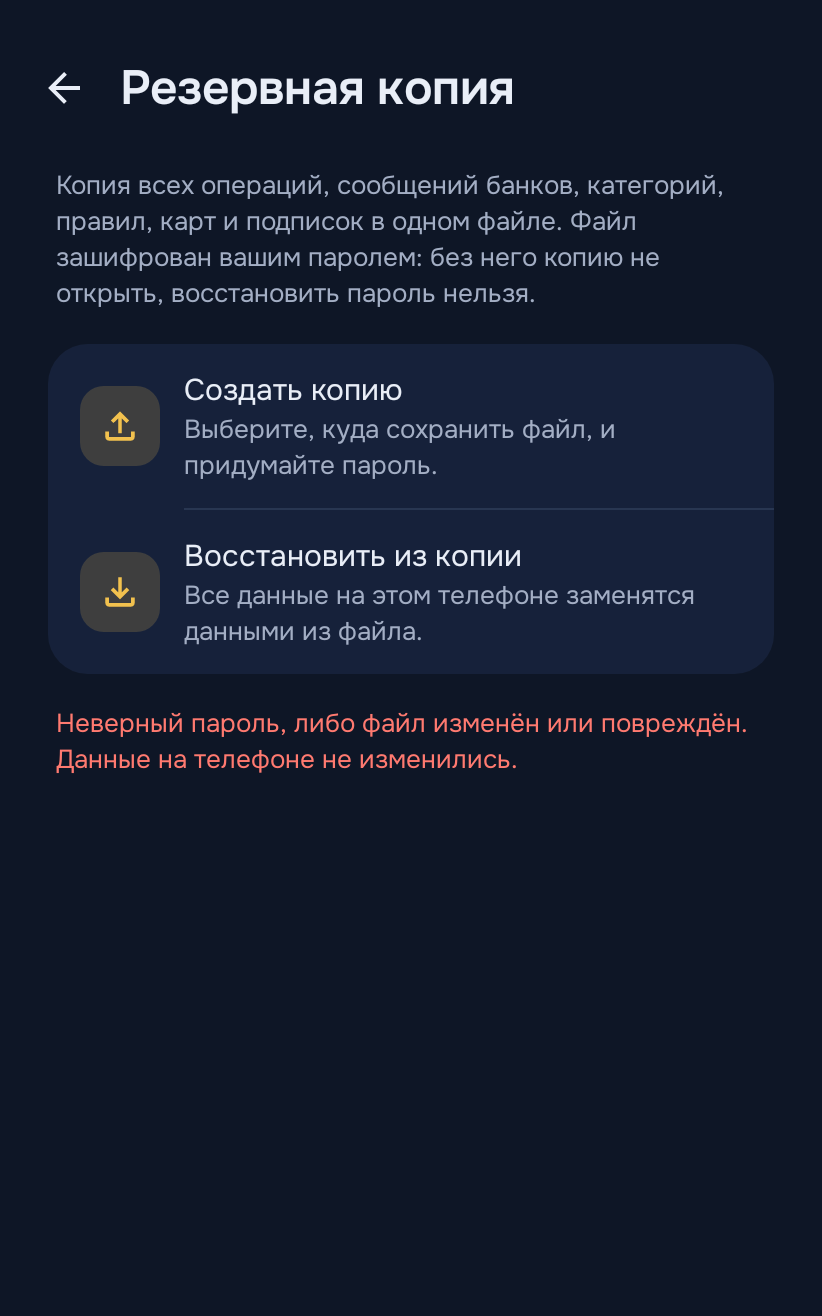 Резервная копия
Копия всех операций, сообщений банков, категорий,
правил, карт и подписок в одном файле. Файл
зашифрован вашим паролем: без него копию не
открыть, восстановить пароль нельзя.
Создать копию
Выберите, куда сохранить файл, и
придумайте пароль.
Восстановить из копии
Все данные на этом телефоне заменятся
данными из файла.
Неверный пароль, либо файл изменён или повреждён.
Данные на телефоне не изменились.